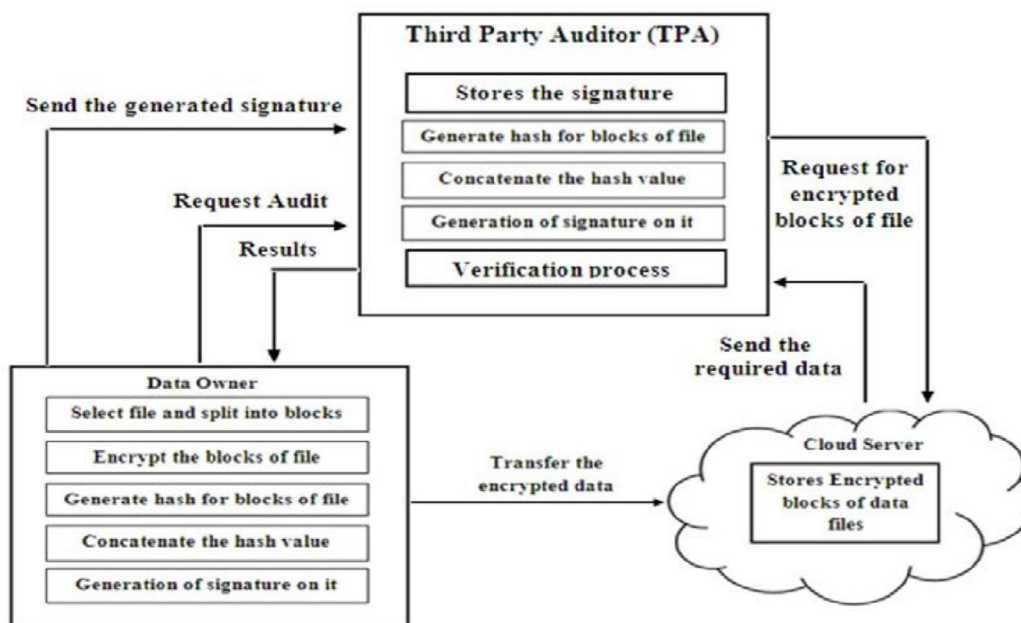 Third Party Auditor (TPA)
Stores the signature
Generate hash for blocks of file
Concatenate the hash value
Generation of signature on it
Verification process
Send the generated signature
Request Audit
Results
Request for
encrypted
blocks of file
Send the
required data
Data Owner
Select file and split into blocks
Encrypt the blocks of file
Generate hash for blocks of file
Concatenate the hash value
Generation of signature on it
Transfer the
encrypted data
Cloud Server
Stores Encrypted
blocks of data
files